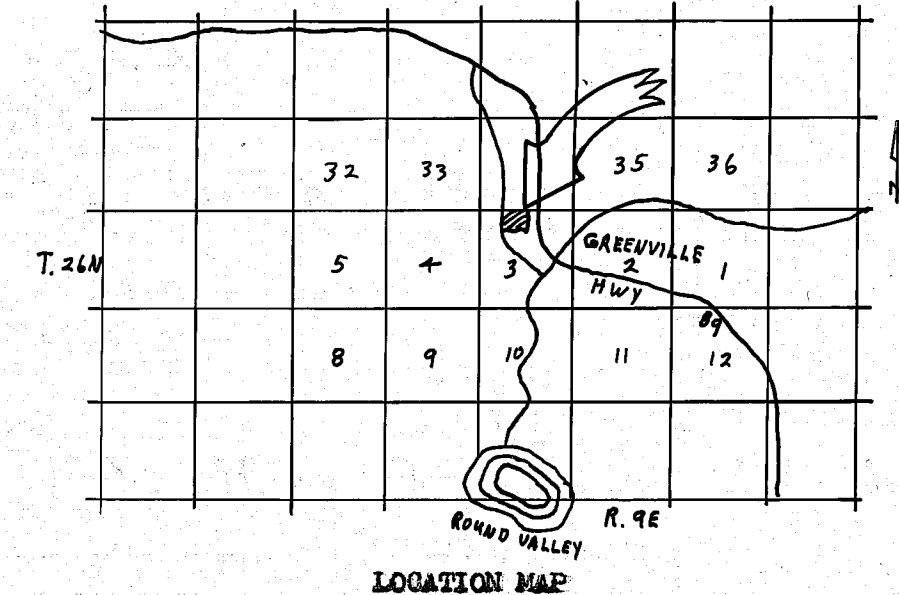 32 33 35 36
N
T. 26N 5 4 3 GREENVILLE 2 1
HWY
89
8 9 10 11 12
ROUND VALLEY
R. 9E
LOCATION MAP